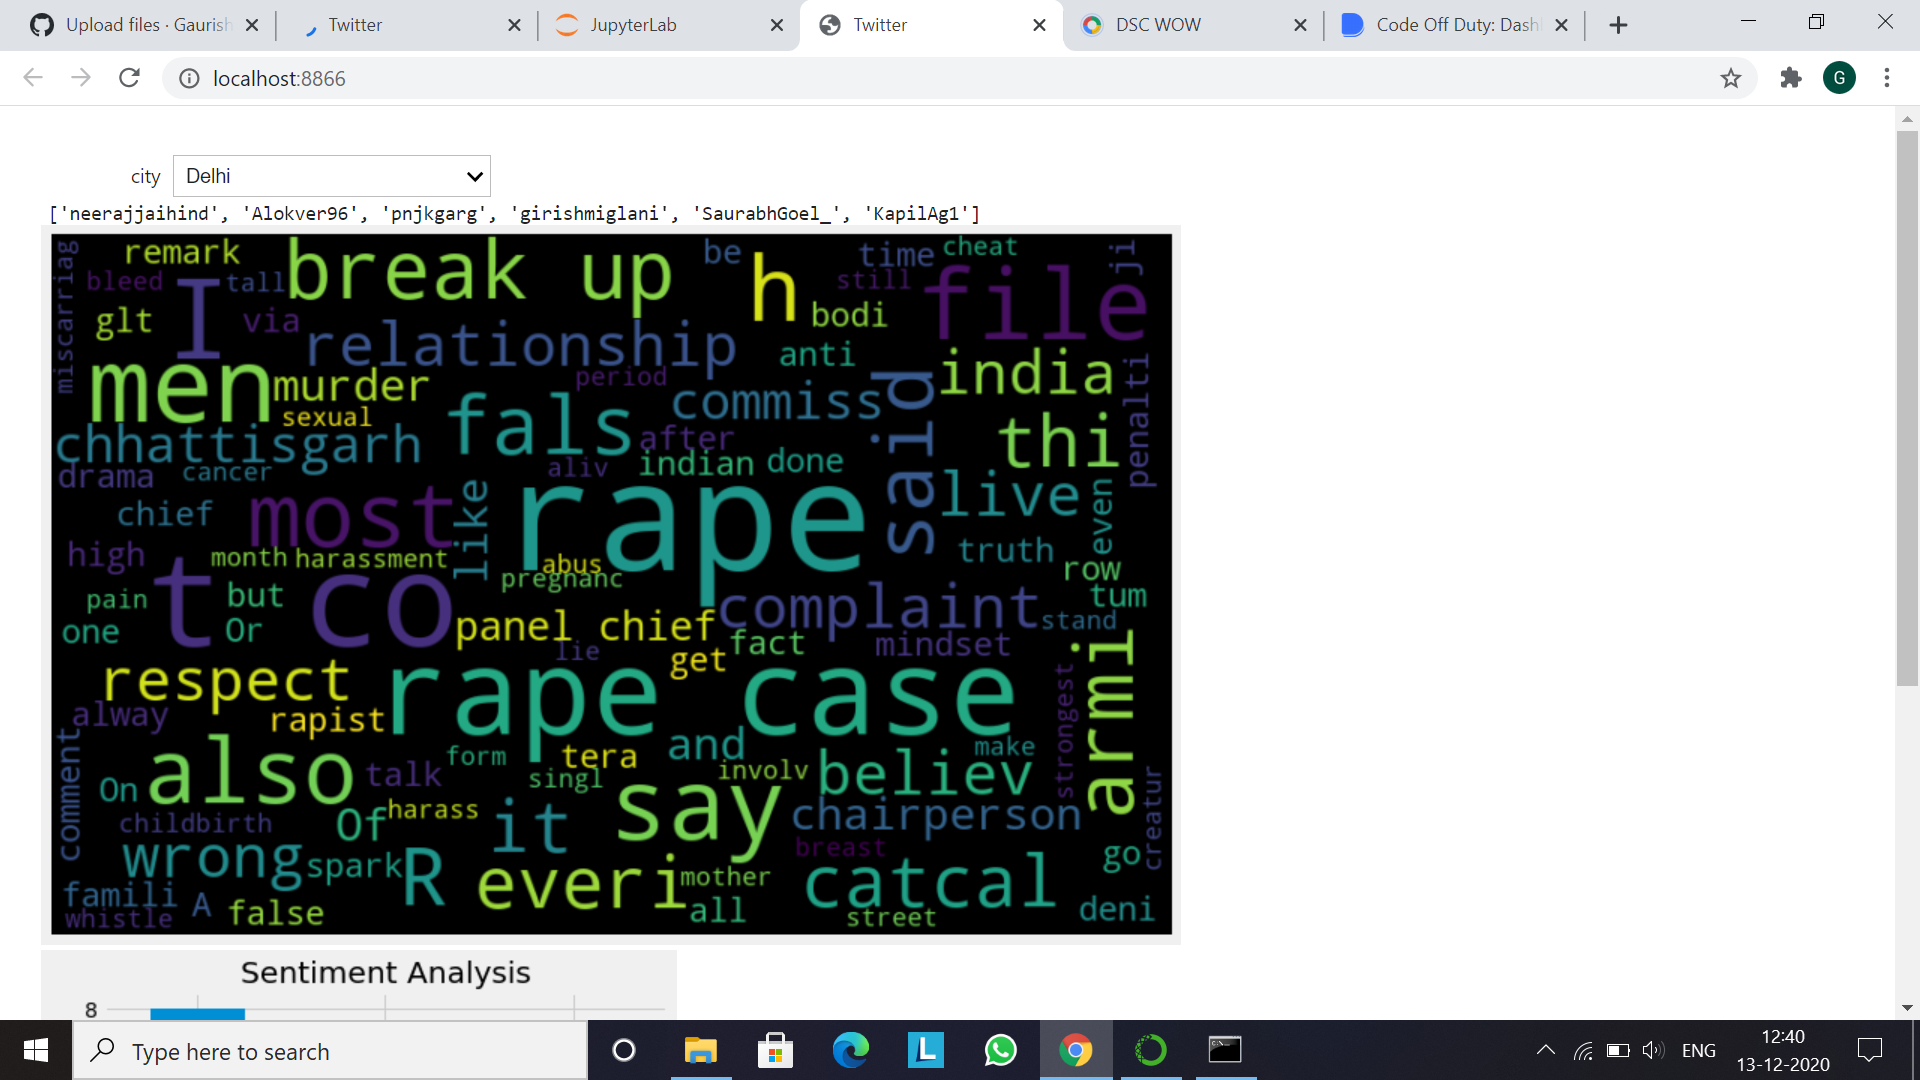 Upload files · Gaurish
Twitter
JupyterLab
Twitter
DSC WOW
Code Off Duty: Dash
localhost:8866
G
city
Delhi
['neerajjaihind', 'Alokver96', 'pnjkgarg', 'girishmiglani', 'SaurabhGoel_', 'KapilAg1']
miscarriag
remark
break up
be
h
time
cheat
ji
bleed
I
tall
still
file
glt
via
bodi
relationship
anti
india
men
murder
period
commiss
said
penalti
sexual
fals
thi
chhattisgarh
after
drama
cancer
aliv
indian
done
most
like
rape
live
even
chief
truth
high
month
harassment
abus
row
t co
pregnanc
pain
but
complaint
tum
one
Or
panel chief
fact
stand
lie
get
mindset
armi
respect
rape case
strongest
alway
rapist
comment
and
make
also
talk
form
tera
On
singl
involv
believ
creatur
childbirth
Of
harass
it
say
chairperson
wrong
spark
R
breast
go
everi
mother
catcal
famili
A
false
all
street
deni
whistle
Sentiment Analysis
8
Type here to search
L
ENG
12:40
13-12-2020